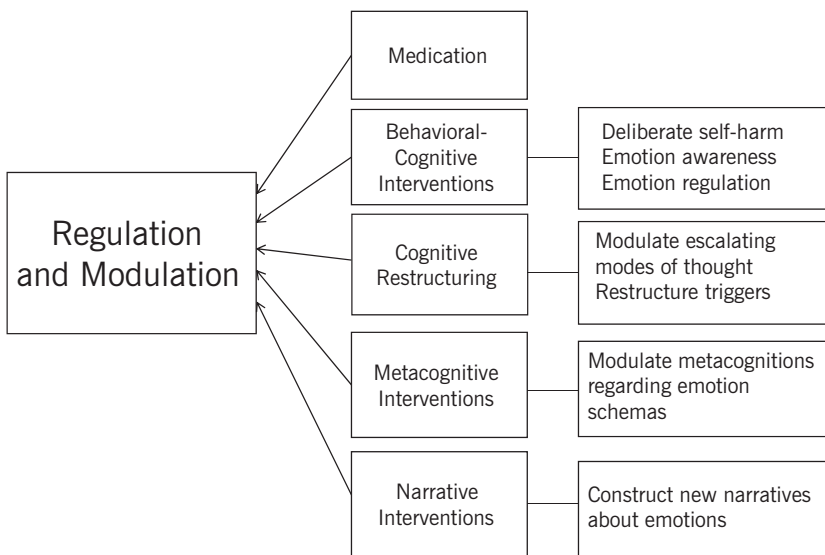 Regulation
and Modulation
Medication
Behavioral-
Cognitive
Interventions
Deliberate self-harm
Emotion awareness
Emotion regulation
Cognitive
Restructuring
Modulate escalating
modes of thought
Restructure triggers
Metacognitive
Interventions
Modulate metacognitions
regarding emotion
schemas
Narrative
Interventions
Construct new narratives
about emotions